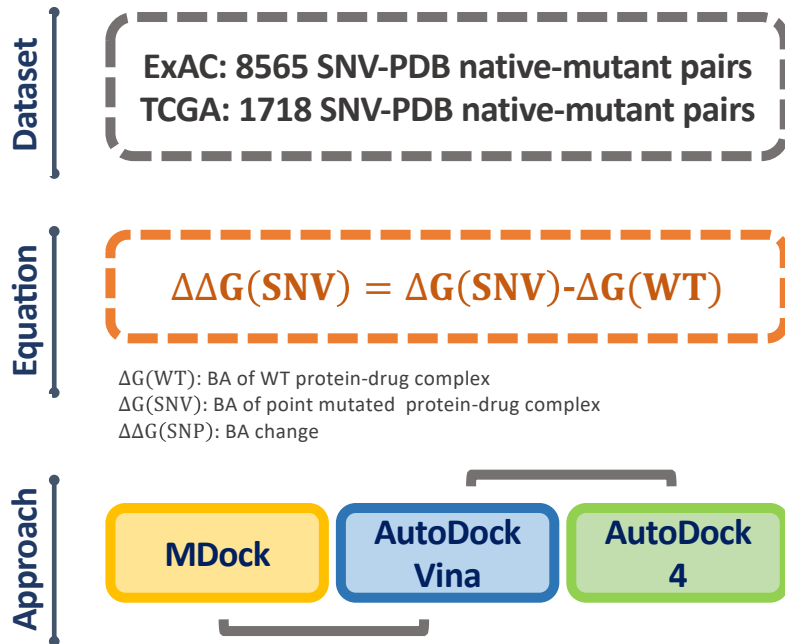 Dataset
ExAC: 8565 SNV-PDB native-mutant pairs
TCGA: 1718 SNV-PDB native-mutant pairs
Equation
ΔΔG(SNV) = ΔG(SNV)-ΔG(WT)
ΔG(WT): BA of WT protein-drug complex
ΔG(SNV): BA of point mutated protein-drug complex
ΔΔG(SNP): BA change
Approach
MDock
AutoDock
Vina
AutoDock
4